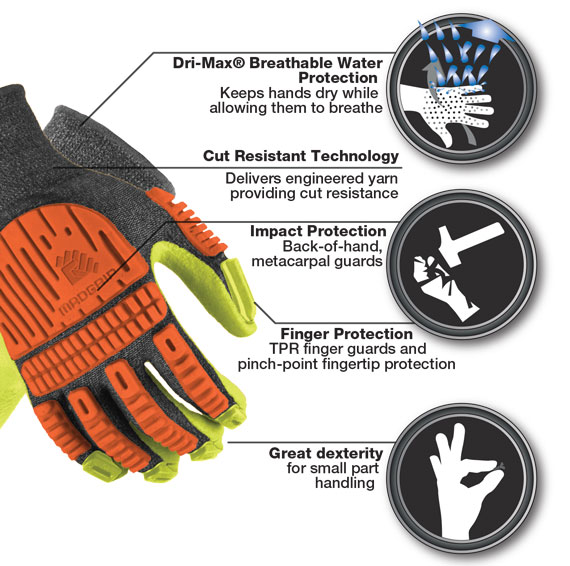 Dri-Max® Breathable Water
Protection
Keeps hands dry while
allowing them to breathe
Cut Resistant Technology
Delivers engineered yarn
providing cut resistance
Impact Protection
Back-of-hand,
metacarpal guards
MADGRIP
Finger Protection
TPR finger guards and
pinch-point fingertip protection
Great dexterity
for small part
handling